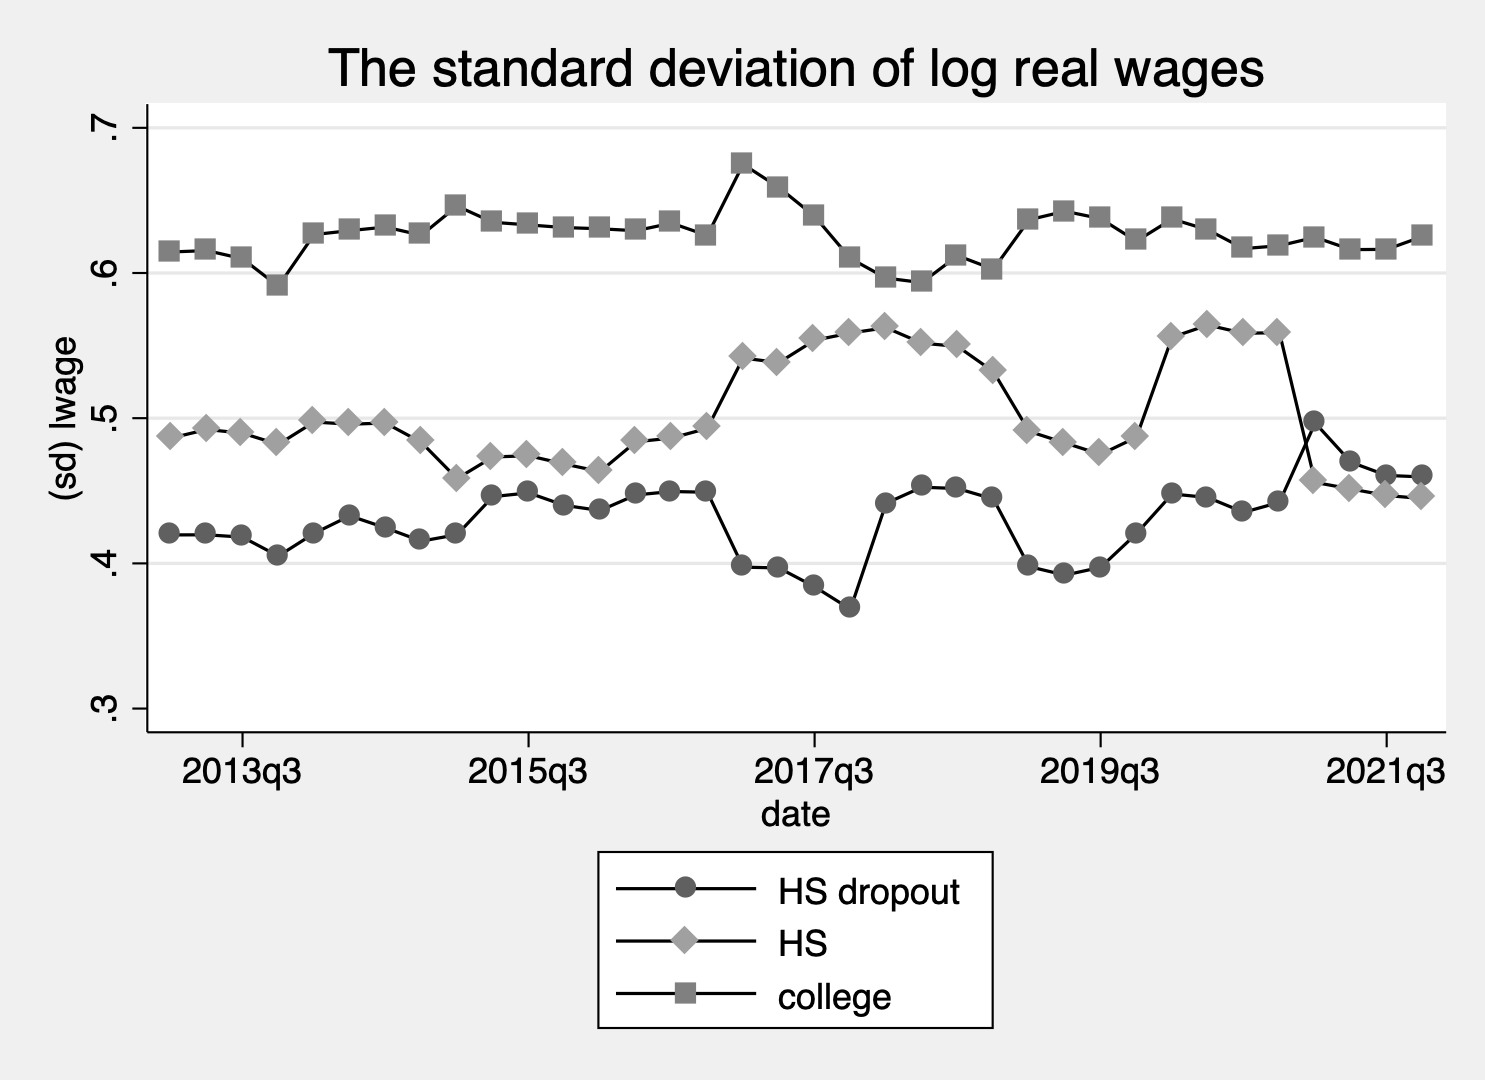 The standard deviation of log real wages
.7
.6
.5
.4
.3
(sd) lwage
2013q3 2015q3 2017q3 2019q3 2021q3
date
HS dropout
HS
college